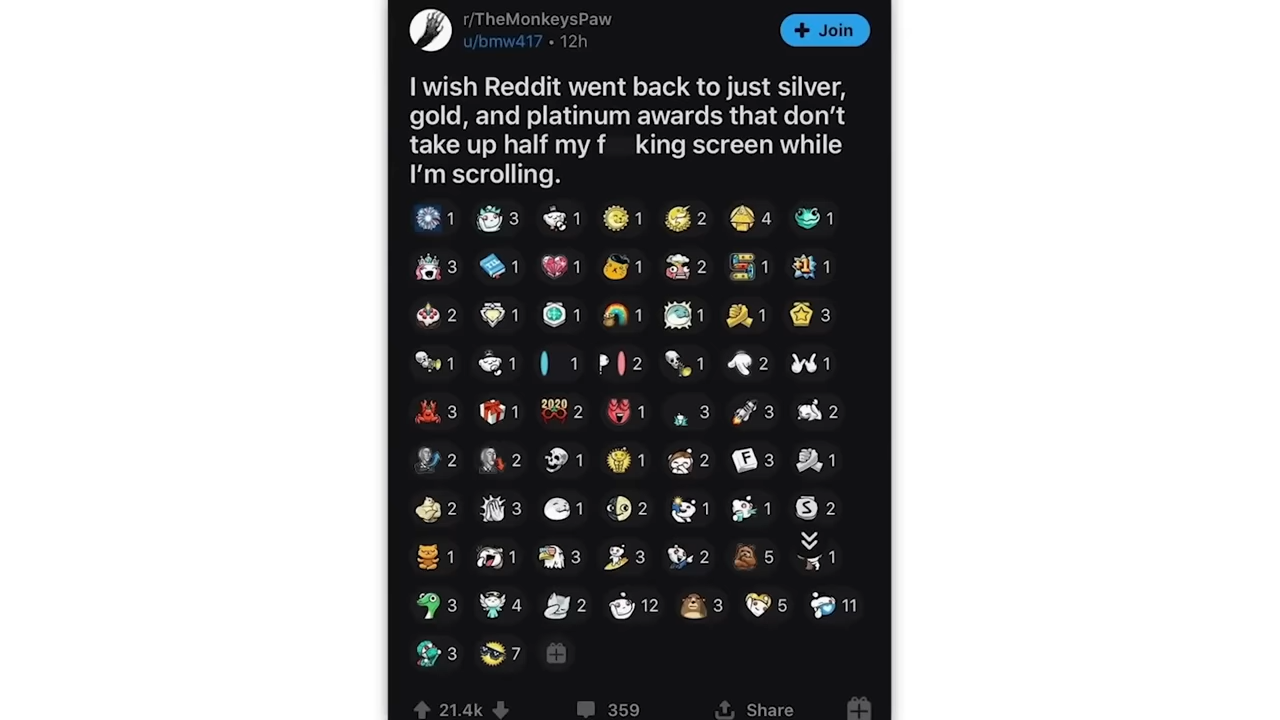 r/TheMonkeysPaw
u/bmw417 • 12h
Join
I wish Reddit went back to just silver,
gold, and platinum awards that don't
take up half my f king screen while
I'm scrolling.
1 3 1 1 2 4 1
3 1 1 1 2 1 1
2 1 1 1 1 1 3
1 1 1 2 1 2 1
3 1 2020 2 1 3 3 2
2 2 1 1 2 F 3 1
2 3 1 2 1 1 S 2
1 1 3 3 2 5 1
3 4 2 12 3 5 11
3 7
21.4k 359 Share